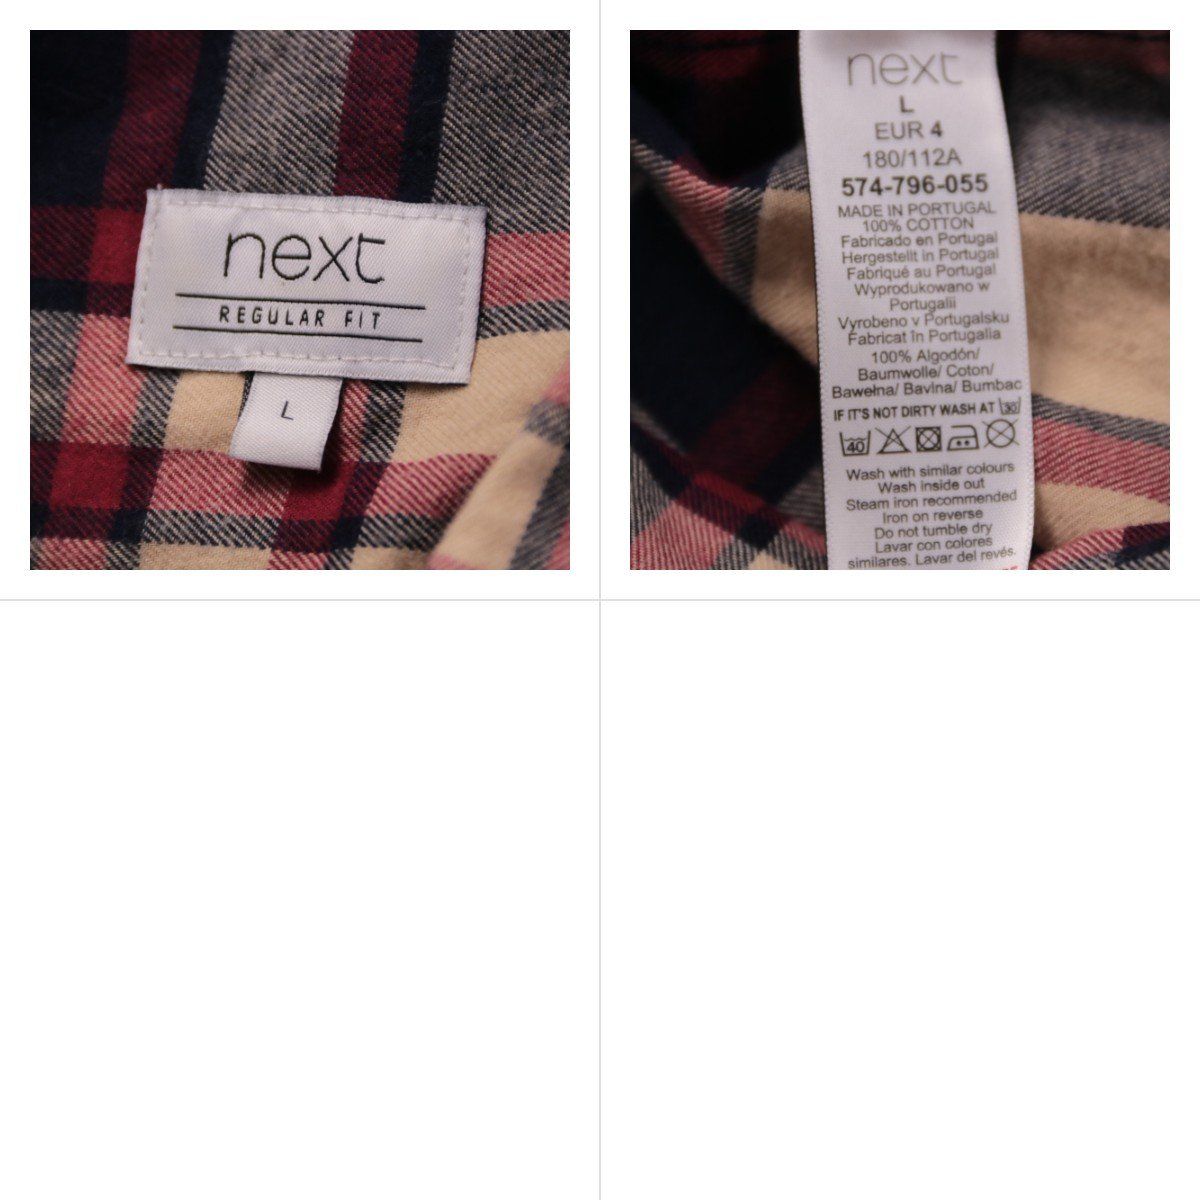 next
REGULAR FIT
L
next
L
EUR 4
180/112A
574-796-055
MADE IN PORTUGAL
100% COTTON
Fabricado en Portugal
Hergestellt in Portugal
Fabriqué au Portugal
Wyprodukowano w
Portugalii
Vyrobeno v Portugalsku
Fabricat în Portugalia
100% Algodón/
Baumwolle/ Coton/
Bawełna/ Bavlna/ Bumbac
IF IT'S NOT DIRTY WASH AT 30
40
Wash with similar colours
Wash inside out
Steam iron recommended
Iron on reverse
Do not tumble dry
Lavar con colores
similares. Lavar del revés.